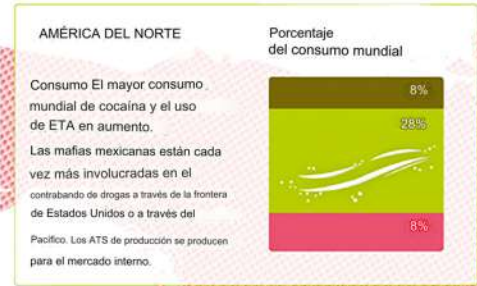 AMÉRICA DEL NORTE
Consumo El mayor consumo
mundial de cocaína y el uso
de ETA en aumento.
Las mafias mexicanas están cada
vez más involucradas en el
contrabando de drogas a través de la frontera
de Estados Unidos o a través del
Pacífico. Los ATS de producción se producen
para el mercado interno.
Porcentaje
del consumo mundial
8%
28%
8%